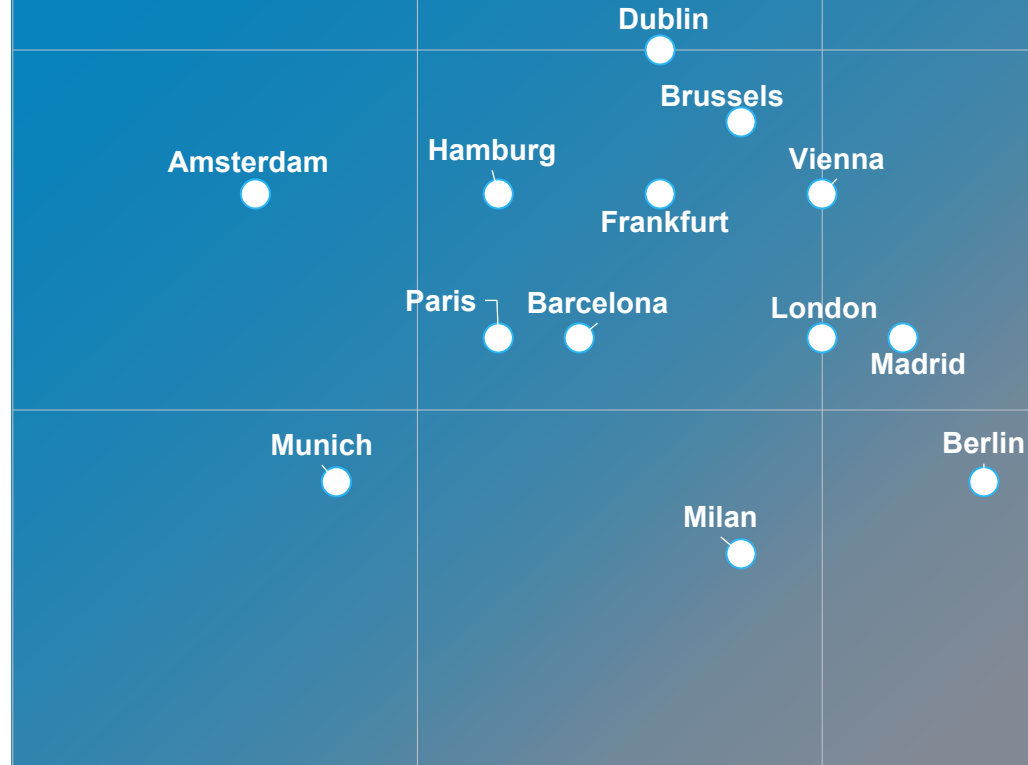 Dublin
Brussels
Hamburg
Amsterdam
Vienna
Frankfurt
Paris
Barcelona
London
Madrid
Munich
Berlin
Milan